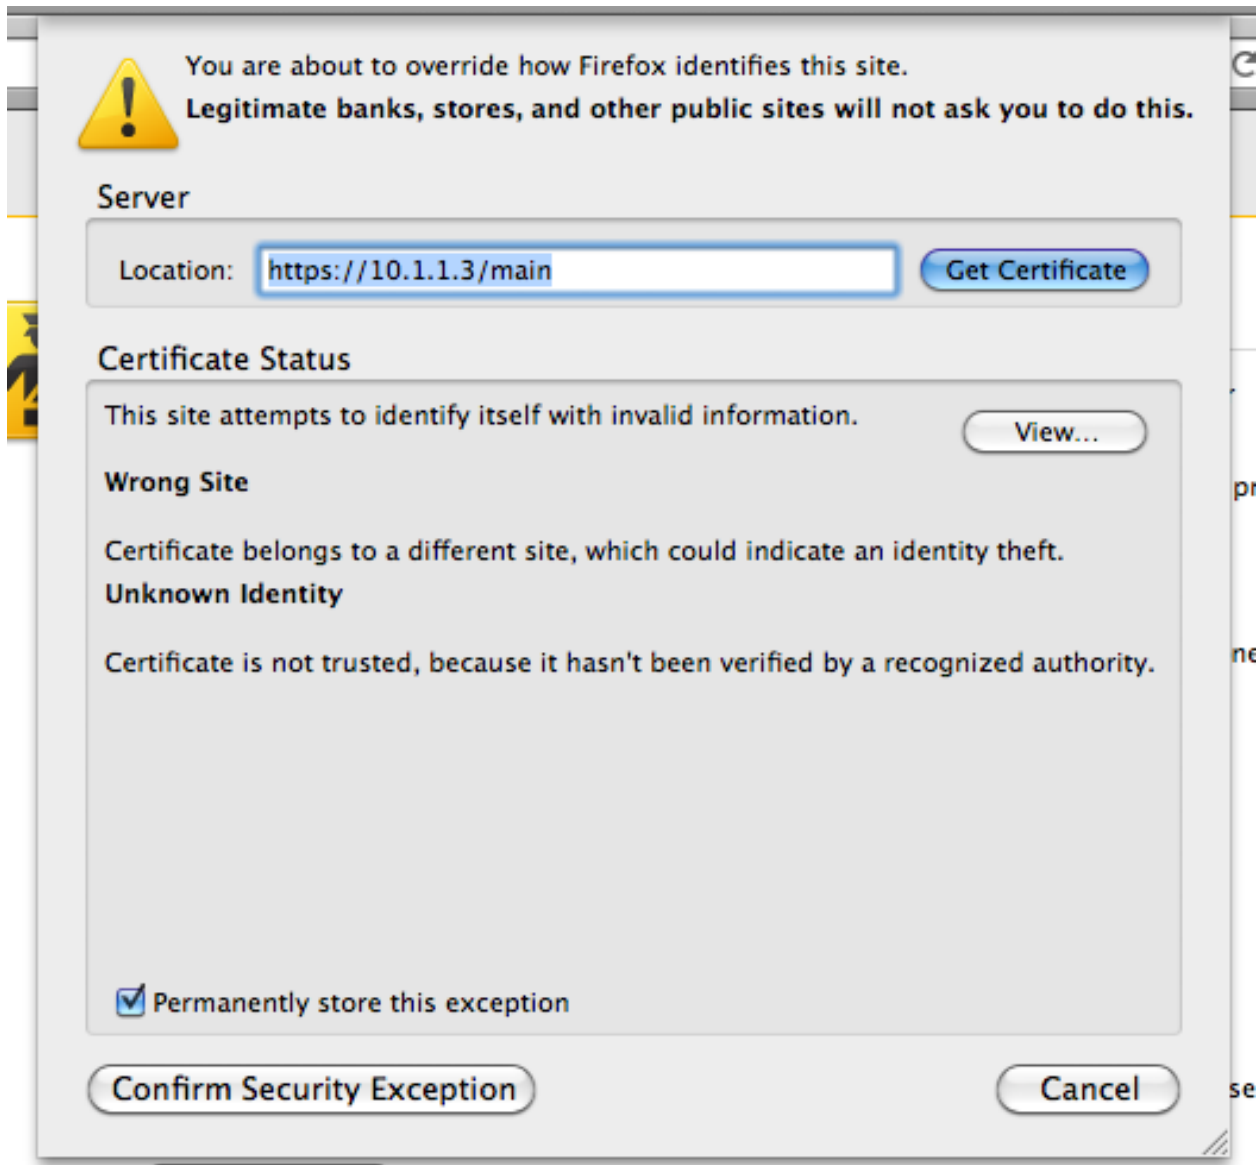 You are about to override how Firefox identifies this site.
Legitimate banks, stores, and other public sites will not ask you to do this.
Server
Location: https://10.1.1.3/main Get Certificate
Certificate Status
This site attempts to identify itself with invalid information.
View...
Wrong Site
Certificate belongs to a different site, which could indicate an identity theft.
Unknown Identity
Certificate is not trusted, because it hasn't been verified by a recognized authority.
Permanently store this exception
Confirm Security Exception Cancel